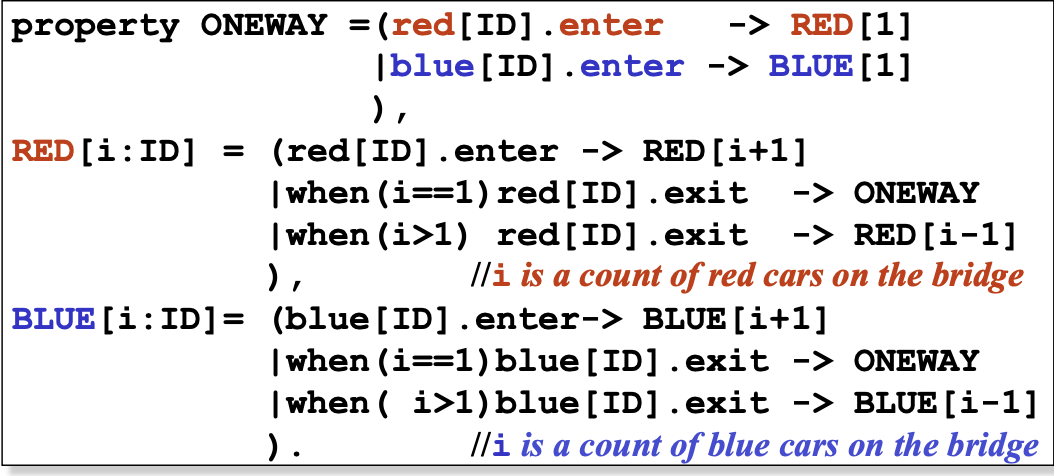 property ONEWAY =(red[ID].enter -> RED[1]
|blue[ID].enter -> BLUE[1]
),
RED[i:ID] = (red[ID].enter -> RED[i+1]
|when(i==1)red[ID].exit -> ONEWAY
|when(i>1) red[ID].exit -> RED[i-1]
), //i is a count of red cars on the bridge
BLUE[i:ID]= (blue[ID].enter-> BLUE[i+1]
|when(i==1)blue[ID].exit -> ONEWAY
|when( i>1)blue[ID].exit -> BLUE[i-1]
). //i is a count of blue cars on the bridge